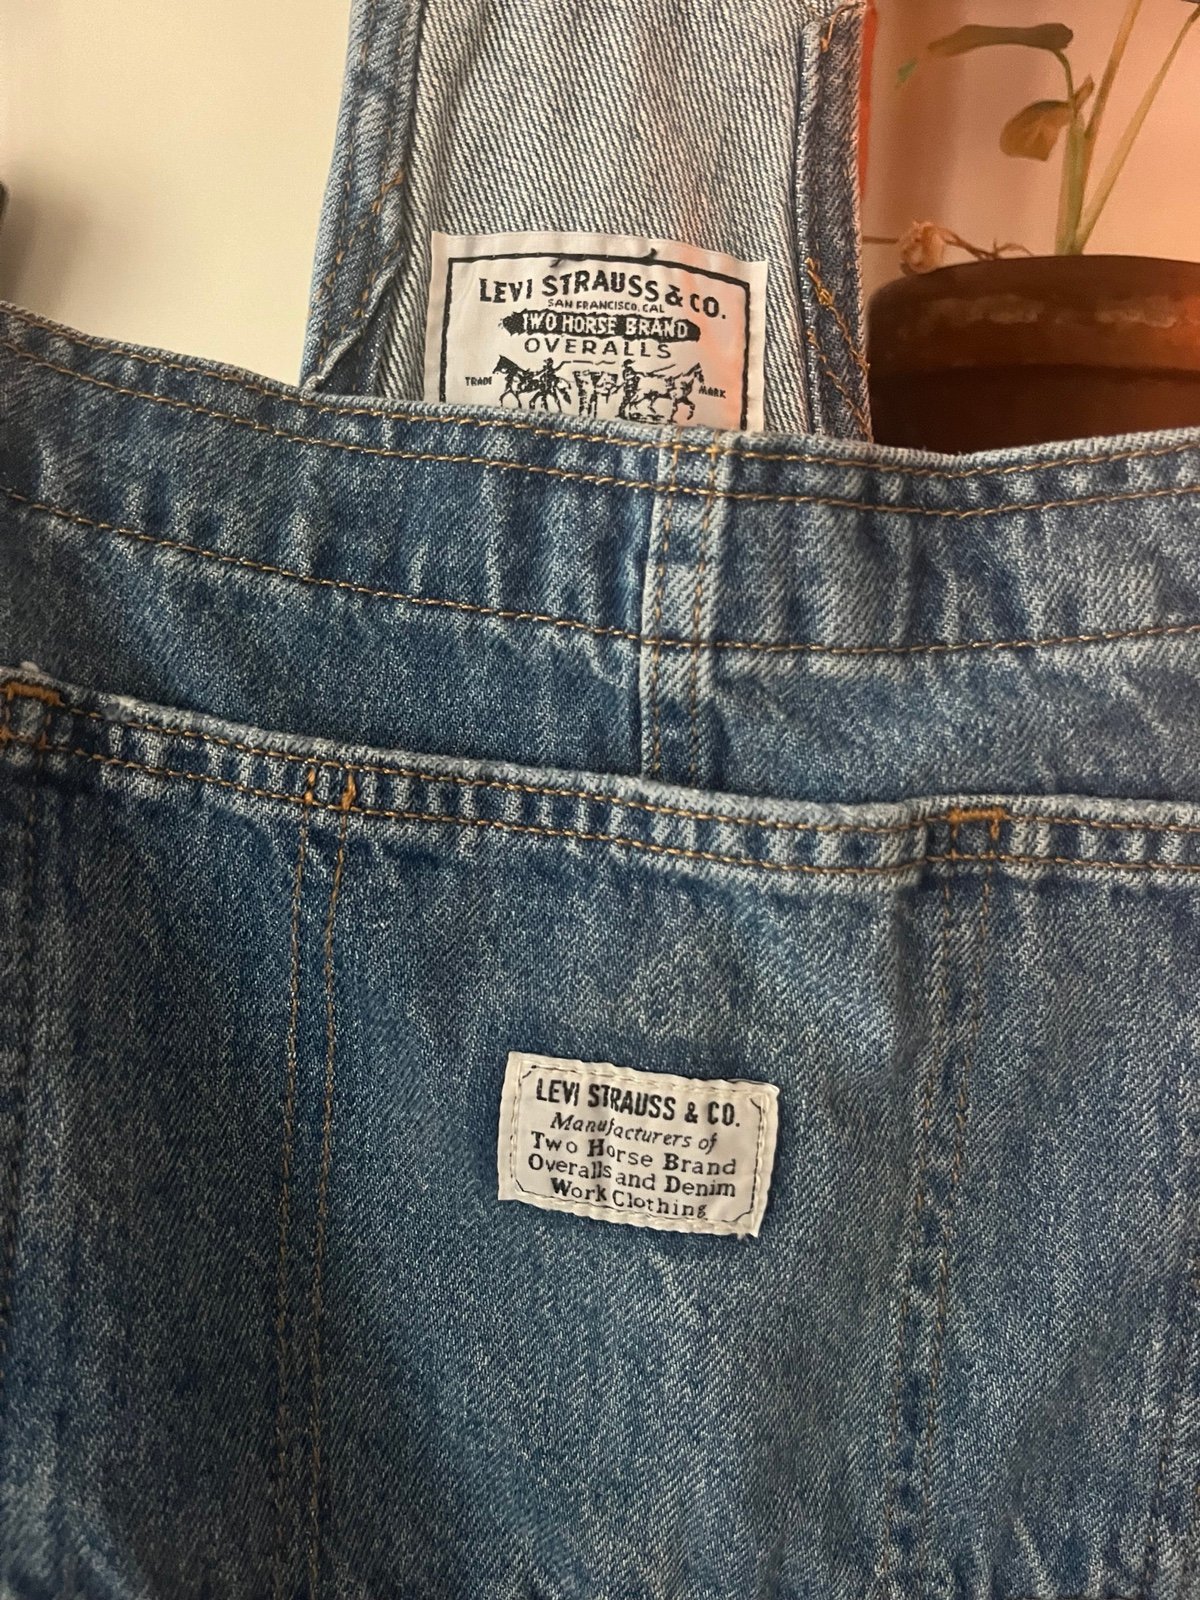 LEVI STRAUSS & CO.
SAN FRANCISCO, CAL
TWO HORSE BRAND
OVERALLS
TRADE MARK
LEVI STRAUSS & CO.
Manufacturers of
Two Horse Brand
Overalls and Denim
Work Clothing